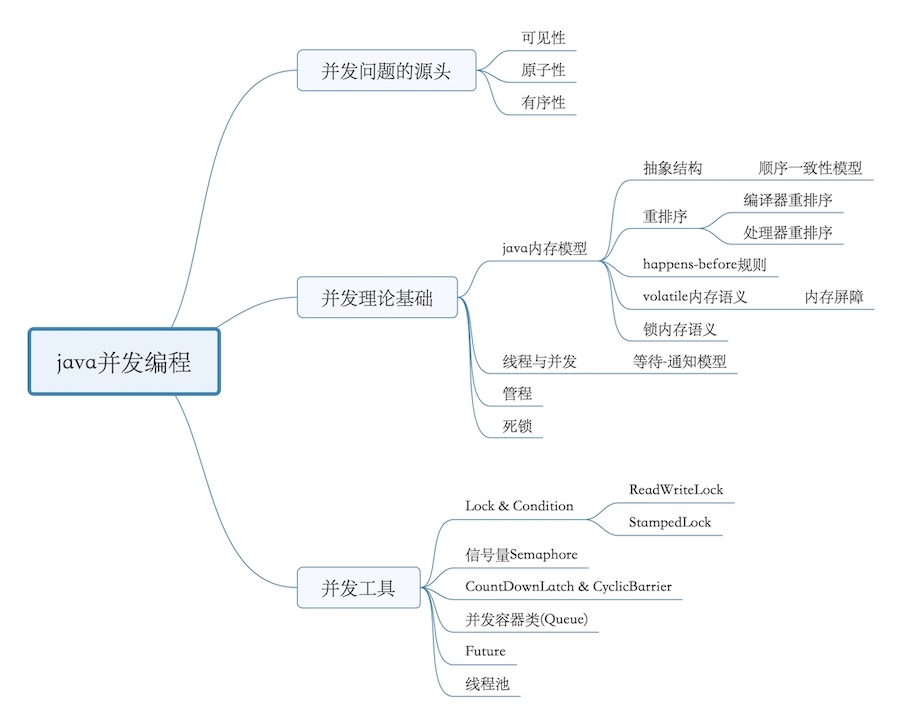 java并发编程
并发问题的源头
可见性
原子性
有序性
并发理论基础
java内存模型
抽象结构
顺序一致性模型
重排序
编译器重排序
处理器重排序
happens-before规则
volatile内存语义
内存屏障
锁内存语义
线程与并发
等待-通知模型
管程
死锁
并发工具
Lock & Condition
ReadWriteLock
StampedLock
信号量Semaphore
CountDownLatch & CyclicBarrier
并发容器类(Queue)
Future
线程池